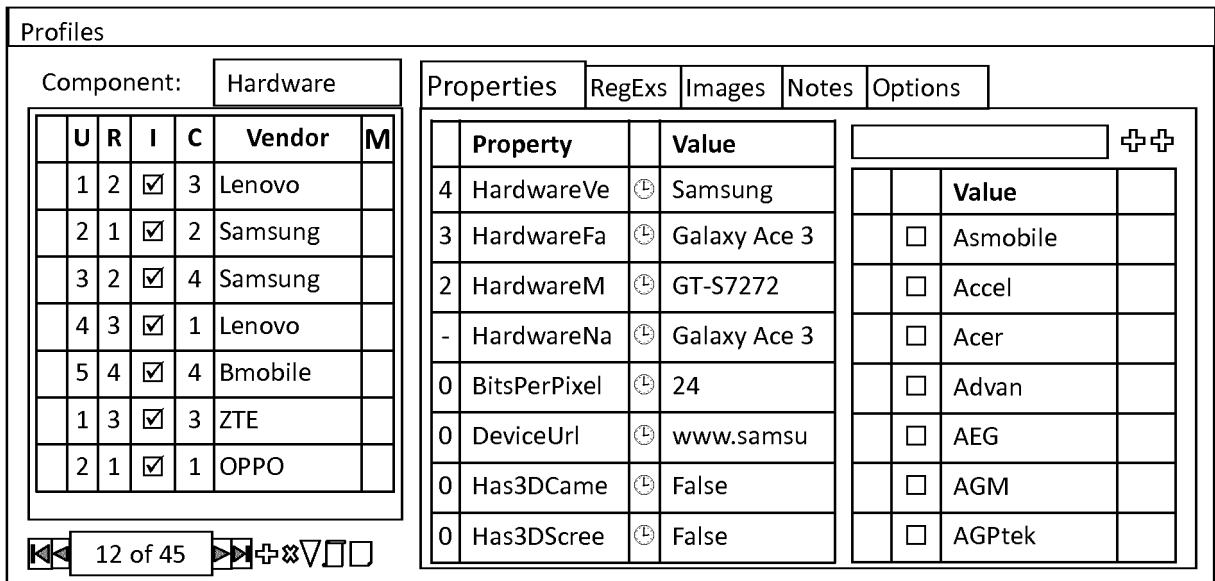 Profiles
Component: Hardware
U R I C Vendor M
1 2 ☑ 3 Lenovo
2 1 ☑ 2 Samsung
3 2 ☑ 4 Samsung
4 3 ☑ 1 Lenovo
5 4 ☑ 4 Bmobile
1 3 ☑ 3 ZTE
2 1 ☑ 1 OPPO
12 of 45
Properties RegExs Images Notes Options
Property Value
4 HardwareVe Samsung
3 HardwareFa Galaxy Ace 3
2 HardwareM GT-S7272
- HardwareNa Galaxy Ace 3
0 BitsPerPixel 24
0 DeviceUrl www.samsu
0 Has3DCame False
0 Has3DScree False
Value
☐ Asmobile
☐ Accel
☐ Acer
☐ Advan
☐ AEG
☐ AGM
☐ AGPtek